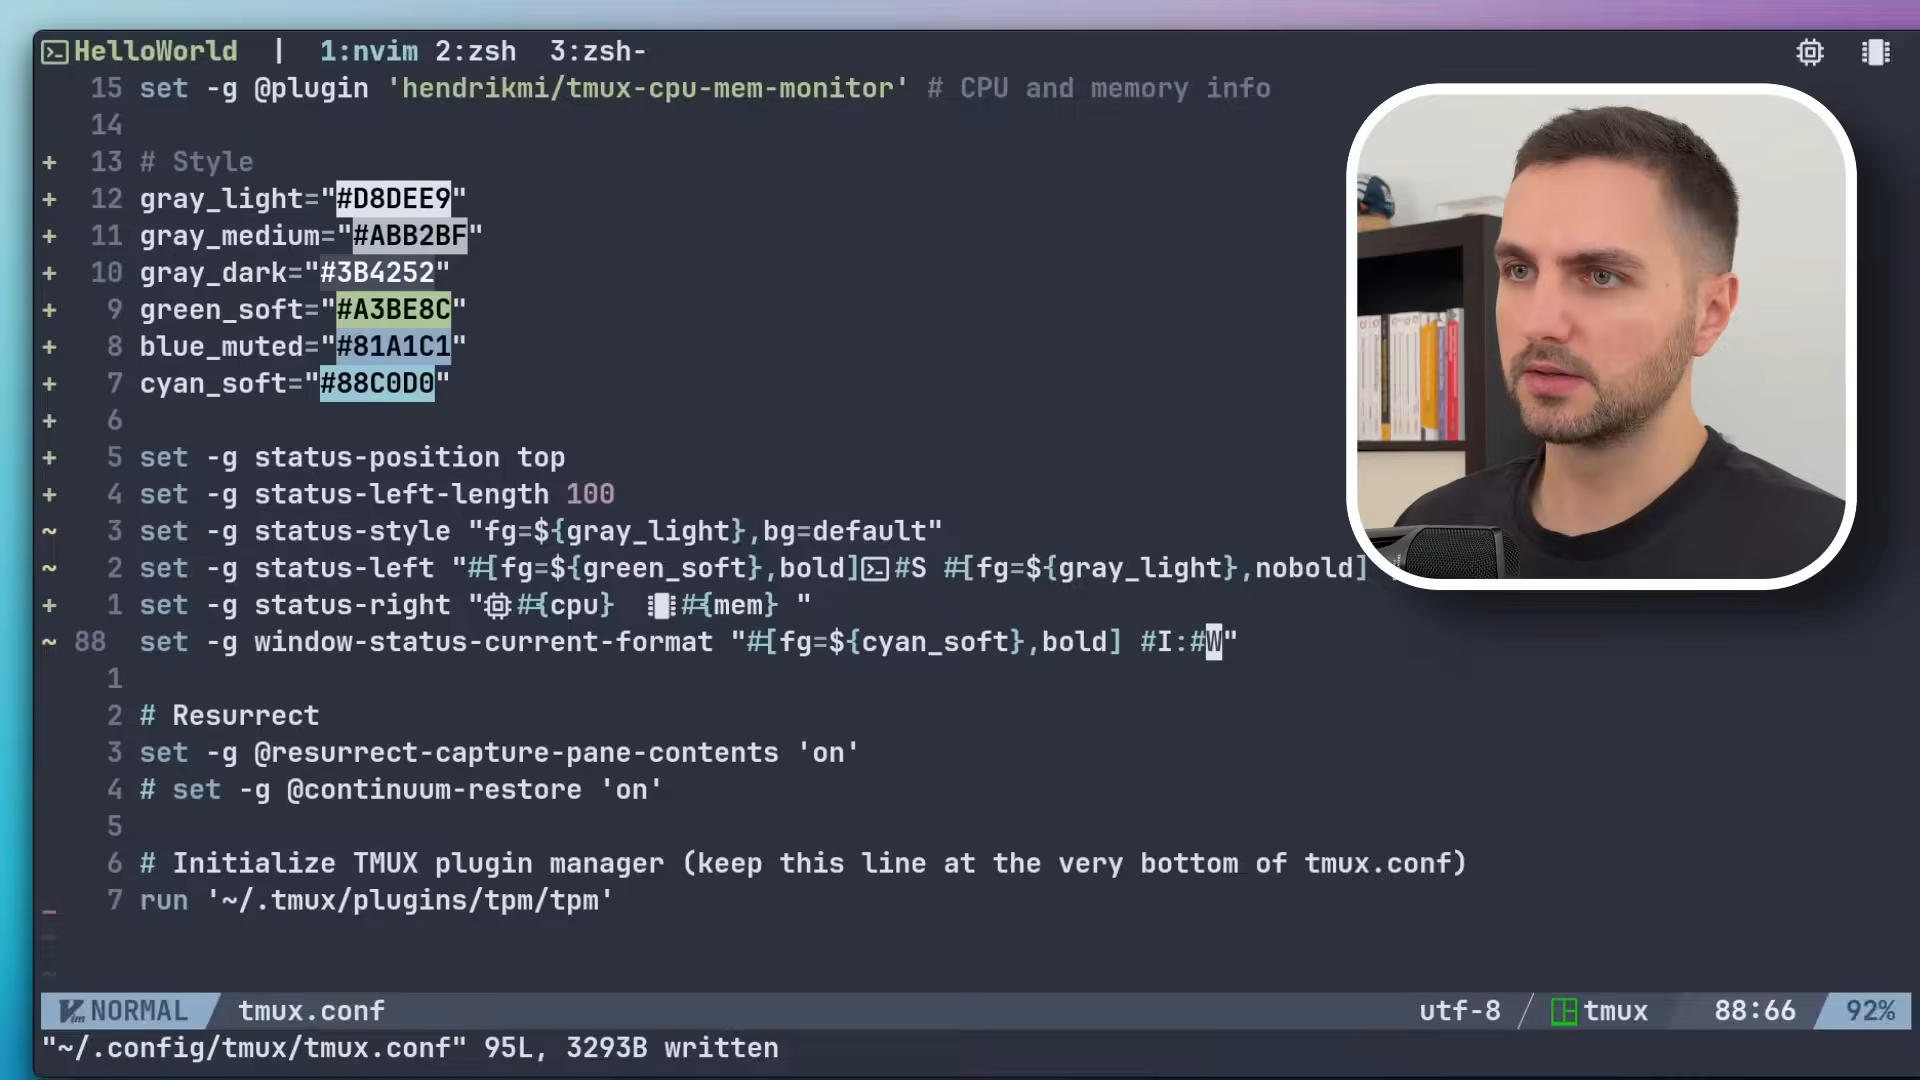 HelloWorld | 1:nvim 2:zsh 3:zsh-
15 set -g @plugin 'hendrikmi/tmux-cpu-mem-monitor' # CPU and memory info
14
+ 13 # Style
+ 12 gray_light="#D8DEE9"
+ 11 gray_medium="#ABB2BF"
+ 10 gray_dark="#3B4252"
+ 9 green_soft="#A3BE8C"
+ 8 blue_muted="#81A1C1"
+ 7 cyan_soft="#88C0D0"
+ 6
+ 5 set -g status-position top
+ 4 set -g status-left-length 100
~ 3 set -g status-style "fg=${gray_light},bg=default"
~ 2 set -g status-left "#[fg=${green_soft},bold]#S #[fg=${gray_light},nobold]
+ 1 set -g status-right "#{cpu} #{mem} "
~ 88 set -g window-status-current-format "#[fg=${cyan_soft},bold] #I:#W"
1
2 # Resurrect
3 set -g @resurrect-capture-pane-contents 'on'
4 # set -g @continuum-restore 'on'
5
6 # Initialize TMUX plugin manager (keep this line at the very bottom of tmux.conf)
7 run '~/.tmux/plugins/tpm/tpm'
~
NORMAL tmux.conf utf-8 tmux 88:66 92%
"~/.config/tmux/tmux.conf" 95L, 3293B written